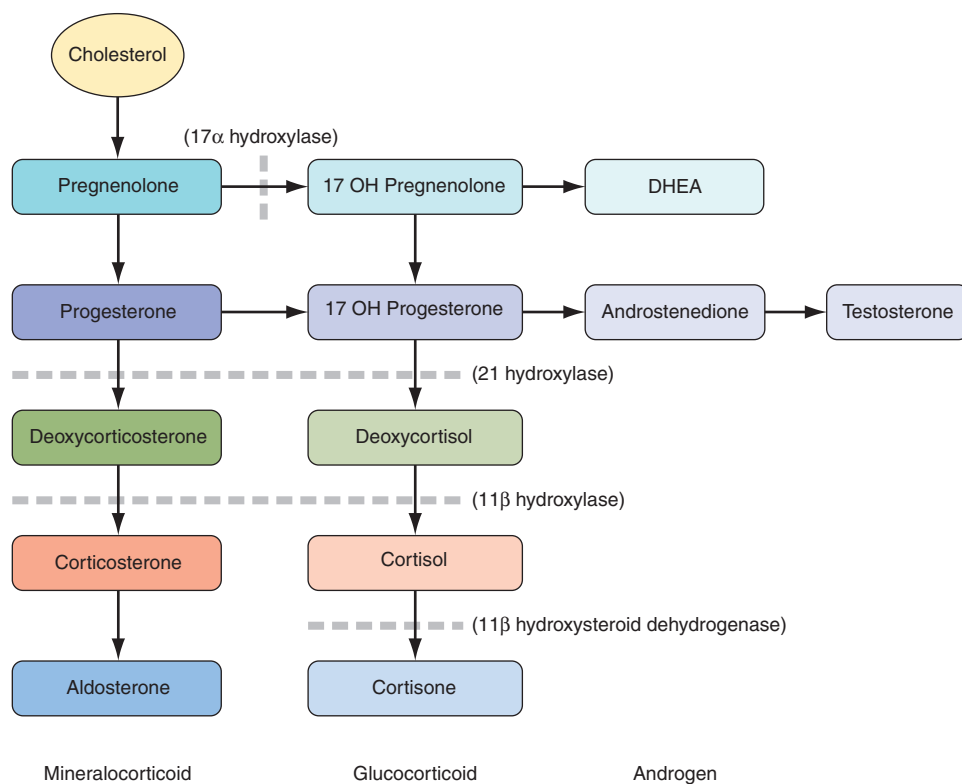 Cholesterol
(17α hydroxylase)
Pregnenolone
17 OH Pregnenolone
DHEA
Progesterone
17 OH Progesterone
Androstenedione
Testosterone
(21 hydroxylase)
Deoxycorticosterone
Deoxycortisol
(11β hydroxylase)
Corticosterone
Cortisol
(11β hydroxysteroid dehydrogenase)
Aldosterone
Cortisone
Mineralocorticoid
Glucocorticoid
Androgen